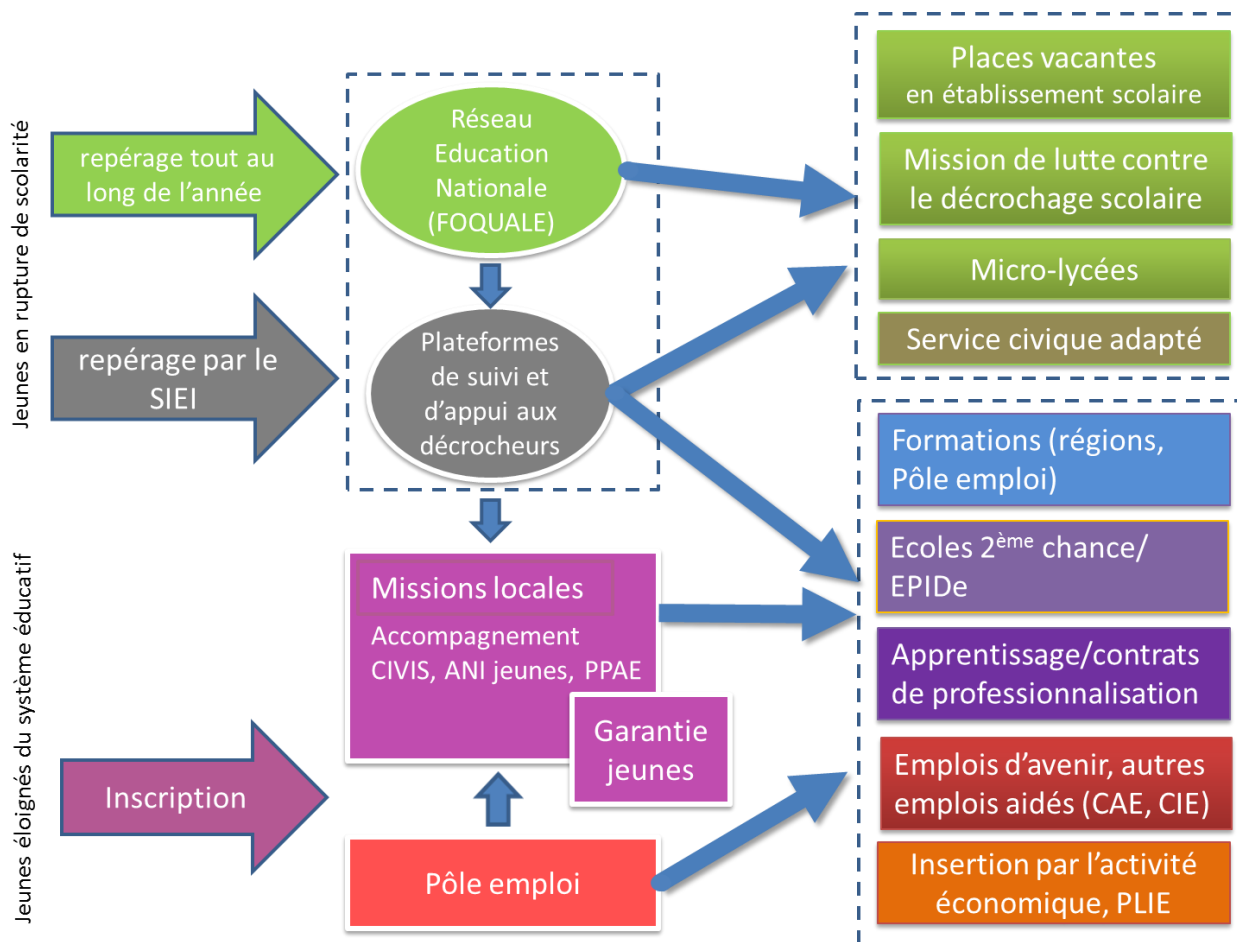 Jeunes en rupture de scolarité
repérage tout au
long de l’année
Réseau
Education
Nationale
(FOQUALE)
Places vacantes
en établissement scolaire
Mission de lutte contre
le décrochage scolaire
Micro-lycées
Service civique adapté
repérage par le
SIEI
Plateformes
de suivi et
d’appui aux
décrocheurs
Jeunes éloignés du système éducatif
Inscription
Missions locales
Accompagnement
CIVIS, ANI jeunes, PPAE
Garantie
jeunes
Pôle emploi
Formations (régions,
Pôle emploi)
Ecoles 2ème chance/
EPIDe
Apprentissage/contrats
de professionnalisation
Emplois d’avenir, autres
emplois aidés (CAE, CIE)
Insertion par l’activité
économique, PLIE